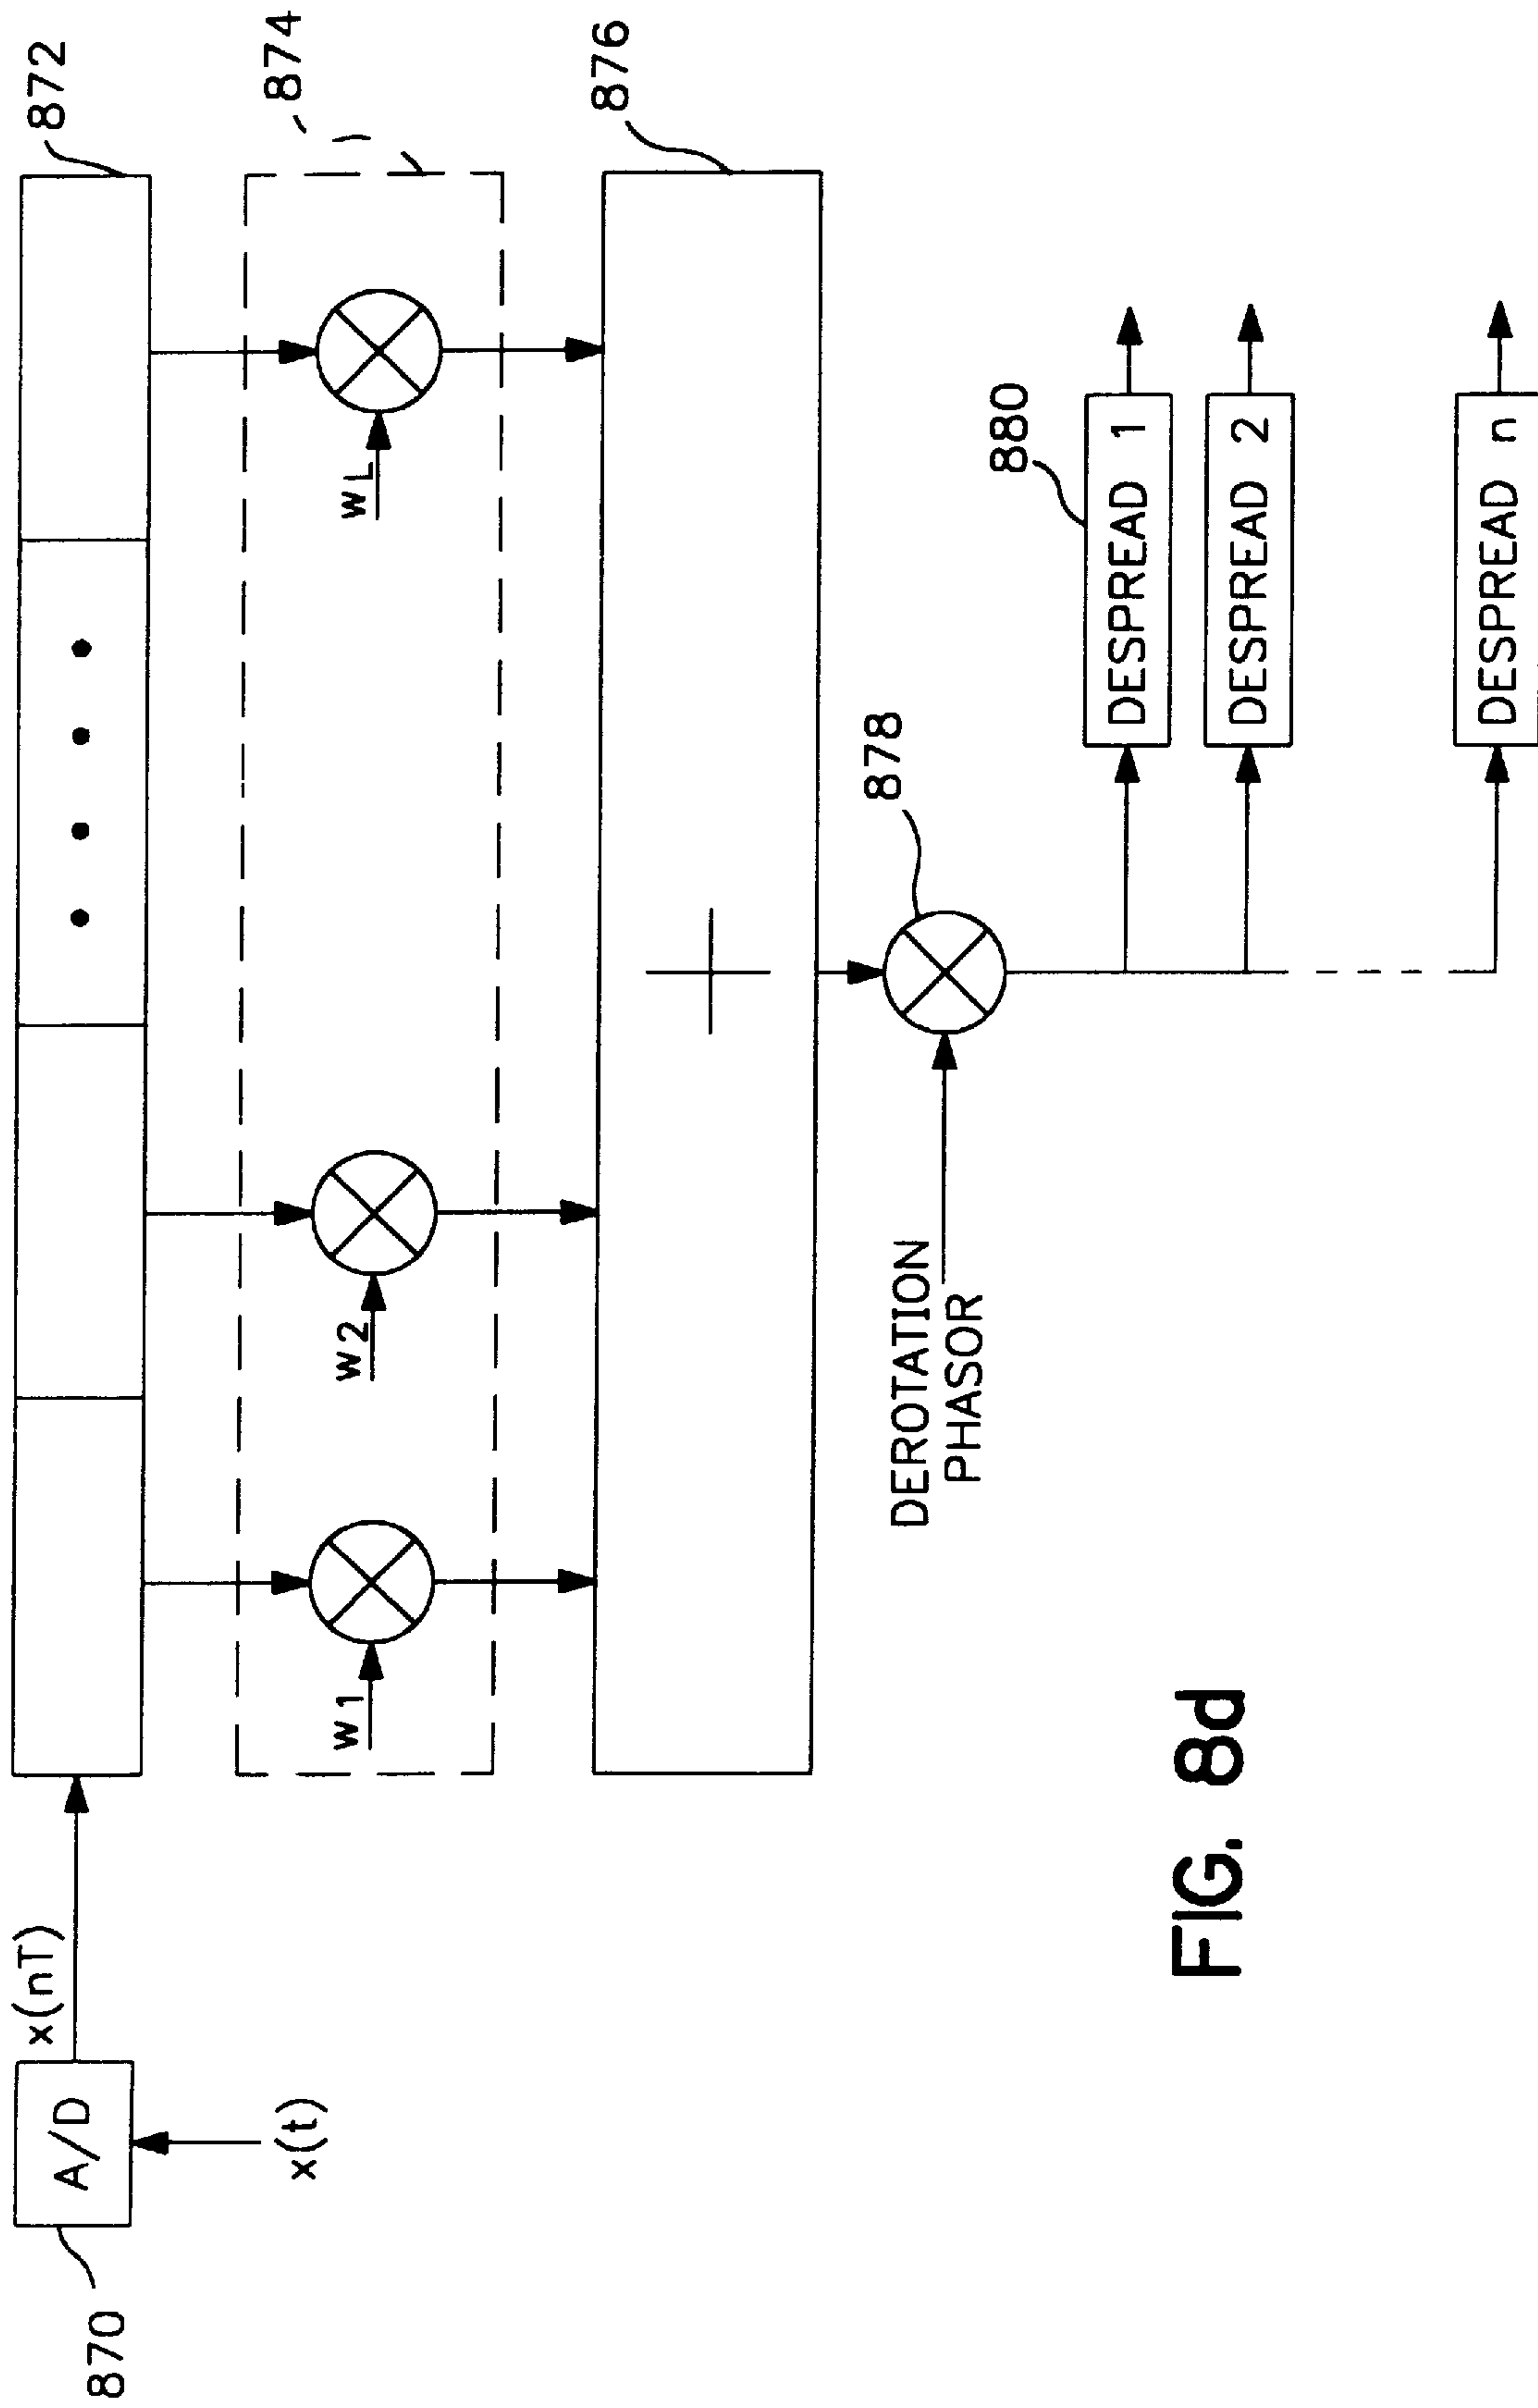 872
874
876
x(nT)
A/D
x(t)
870
w1
w2
wL
+
878
DEROTATION
PHASOR
880
DESPREAD 1
DESPREAD 2
DESPREAD n
FIG. 8d